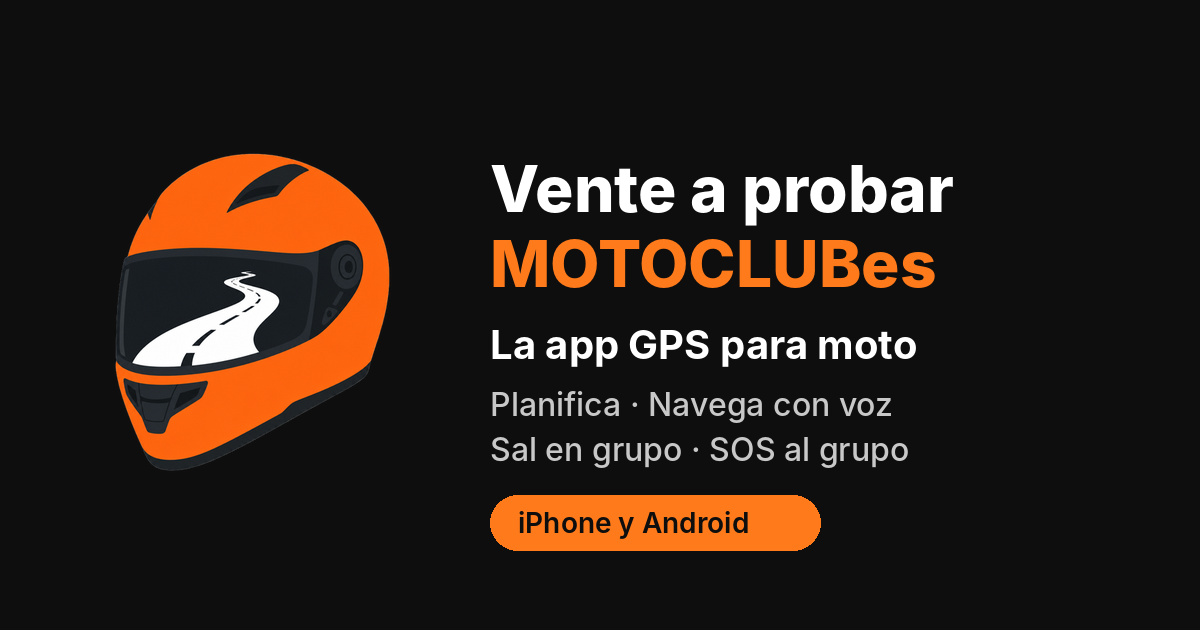 Vente a probar
MOTOCLUBes
La app GPS para moto
Planifica · Navega con voz
Sal en grupo · SOS al grupo
iPhone y Android